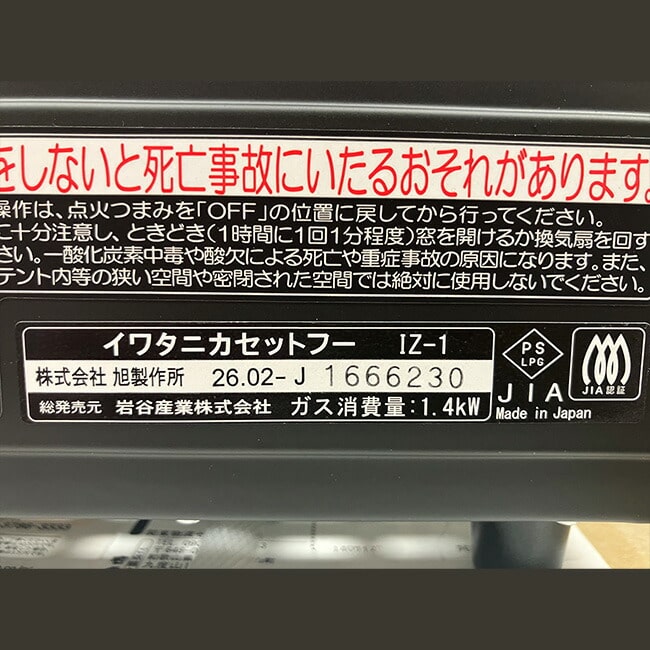 をしないと死亡事故にいたるおそれがあります。
操作は、点火つまみを「OFF」の位置に戻してから行ってください。
に十分注意し、ときどき(1時間に1回1分程度)窓を開けるか換気扇を回す
さい。一酸化炭素中毒や酸欠による死亡や重症事故の原因になります。また、
テント内等の狭い空間や密閉された空間では絶対に使用しないでください。
イワタニカセットフー IZ-1
株式会社 旭製作所 26.02-J 1666230
総発売元 岩谷産業株式会社 ガス消費量:1.4kW
PS
LPG
JIA
JIA認証
Made in Japan